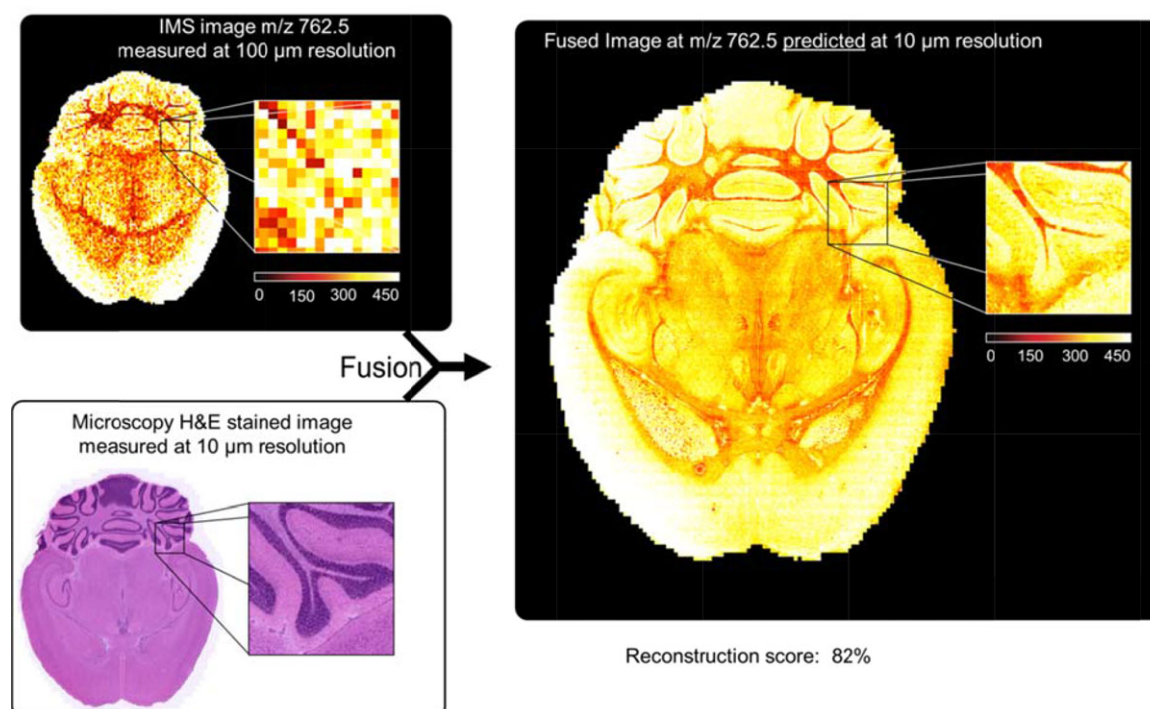 IMS image m/z 762.5
measured at 100 µm resolution
0 150 300 450
Fusion
Microscopy H&E stained image
measured at 10 µm resolution
Fused Image at m/z 762.5 predicted at 10 µm resolution
0 150 300 450
Reconstruction score: 82%